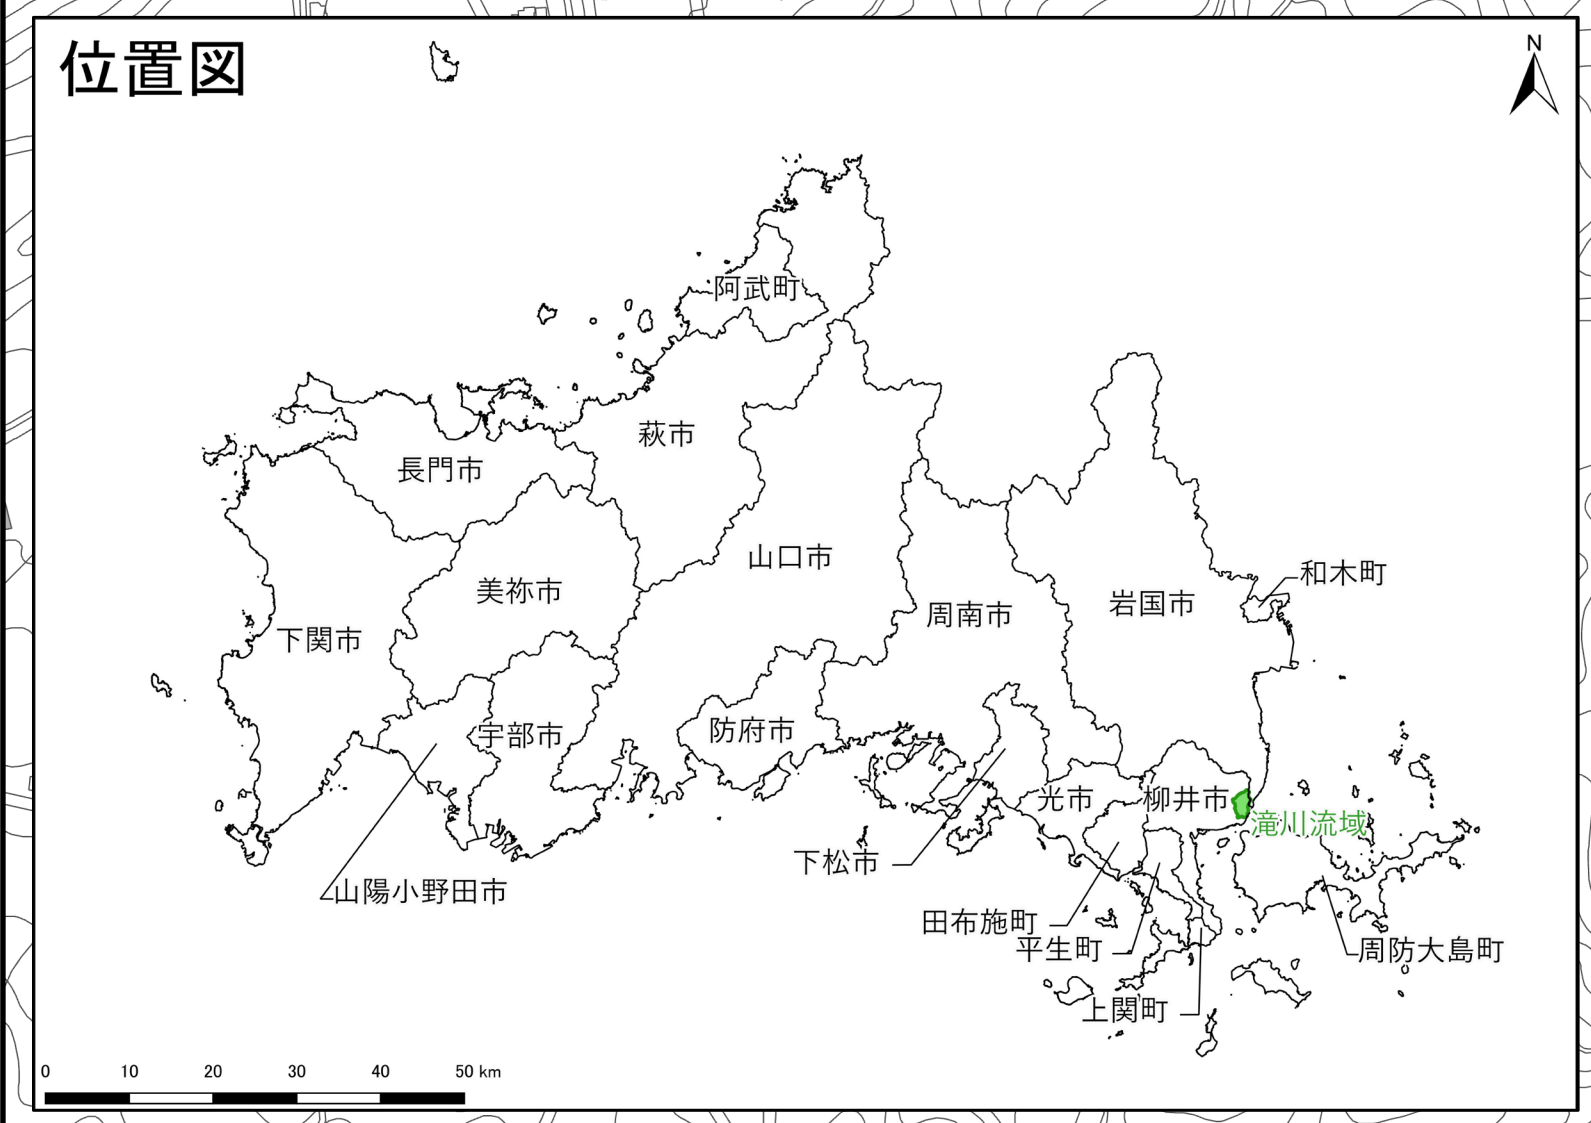 位置図
N
阿武町
萩市
長門市
山口市
和木町
美祢市
岩国市
周南市
下関市
防府市
宇部市
光市
柳井市
滝川流域
下松市
山陽小野田市
田布施町
平生町
周防大島町
上関町
0 10 20 30 40 50 km